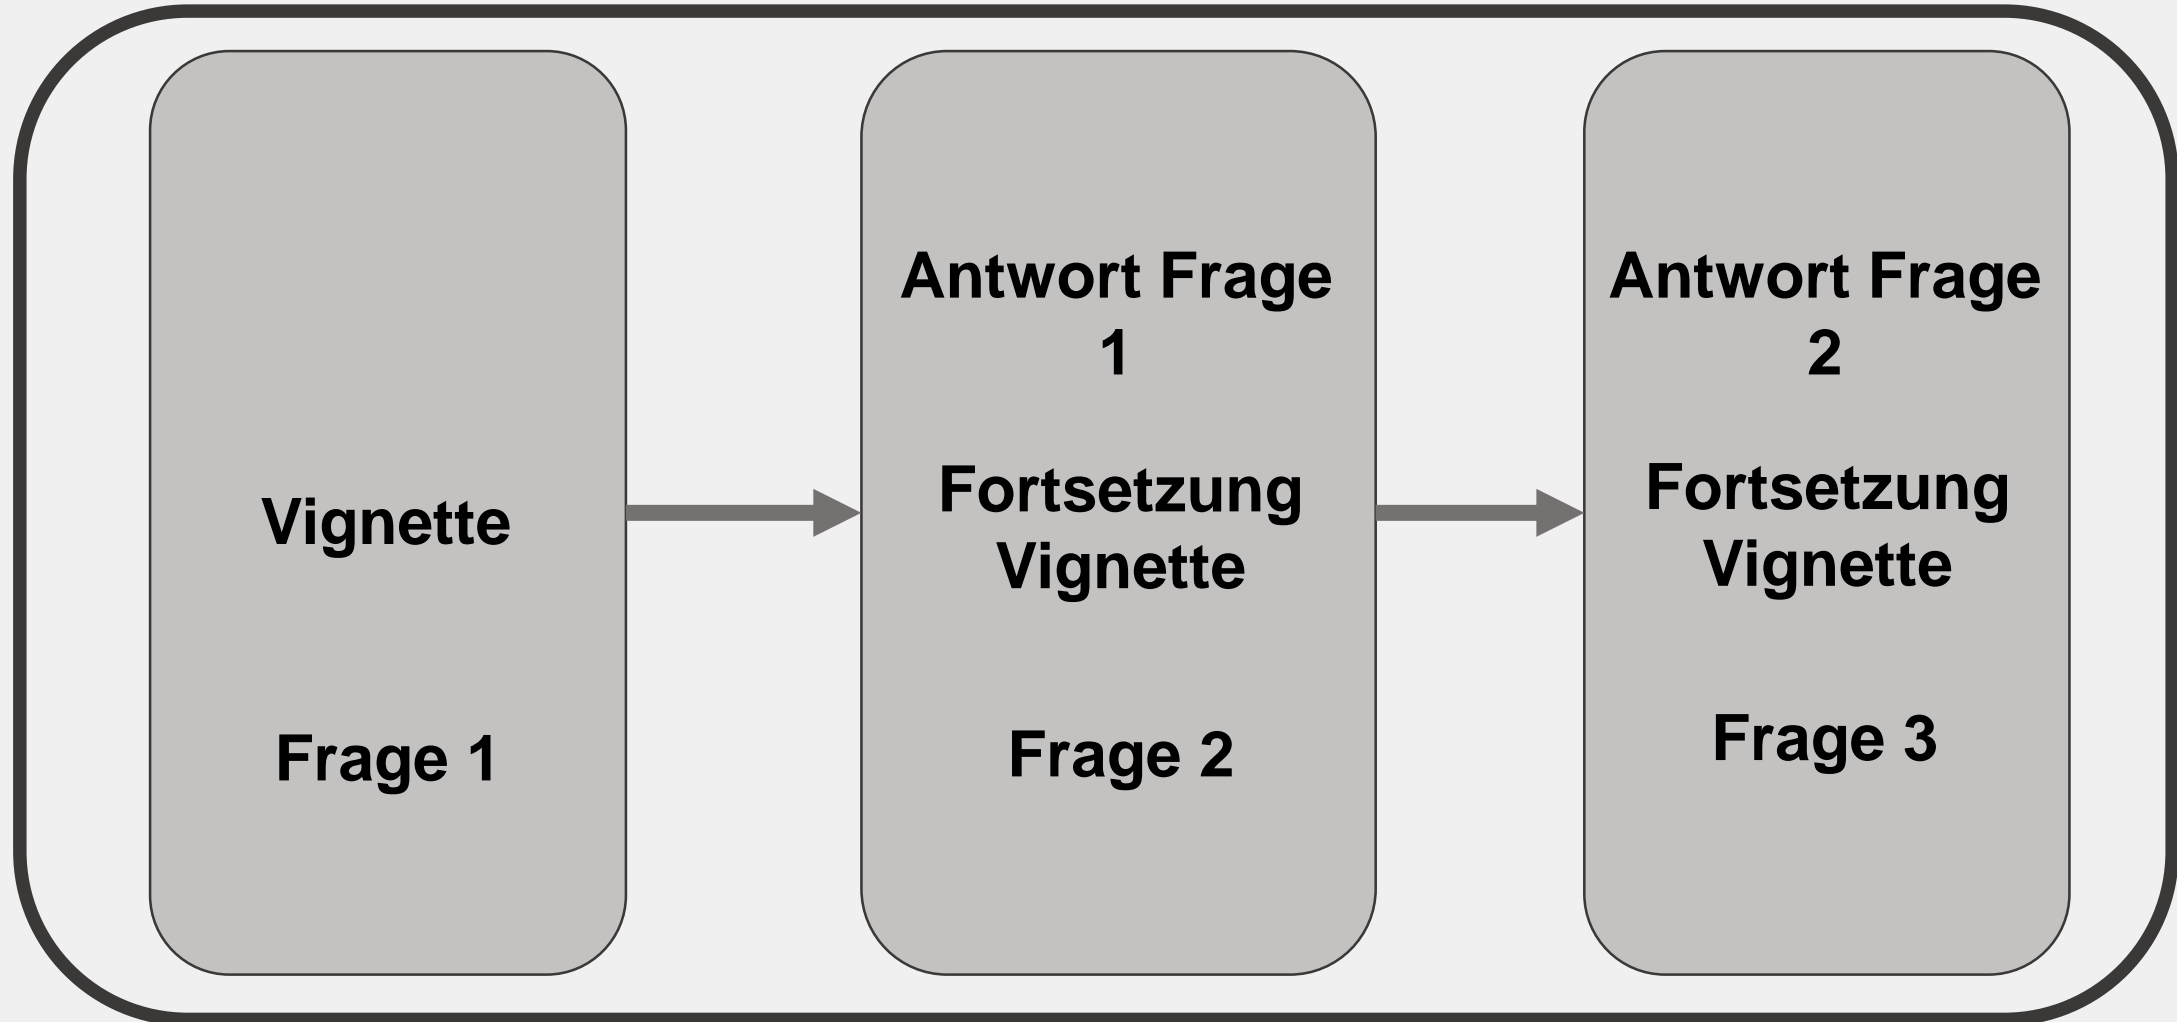 Vignette
Frage 1
Antwort Frage
1
Fortsetzung
Vignette
Frage 2
Antwort Frage
2
Fortsetzung
Vignette
Frage 3